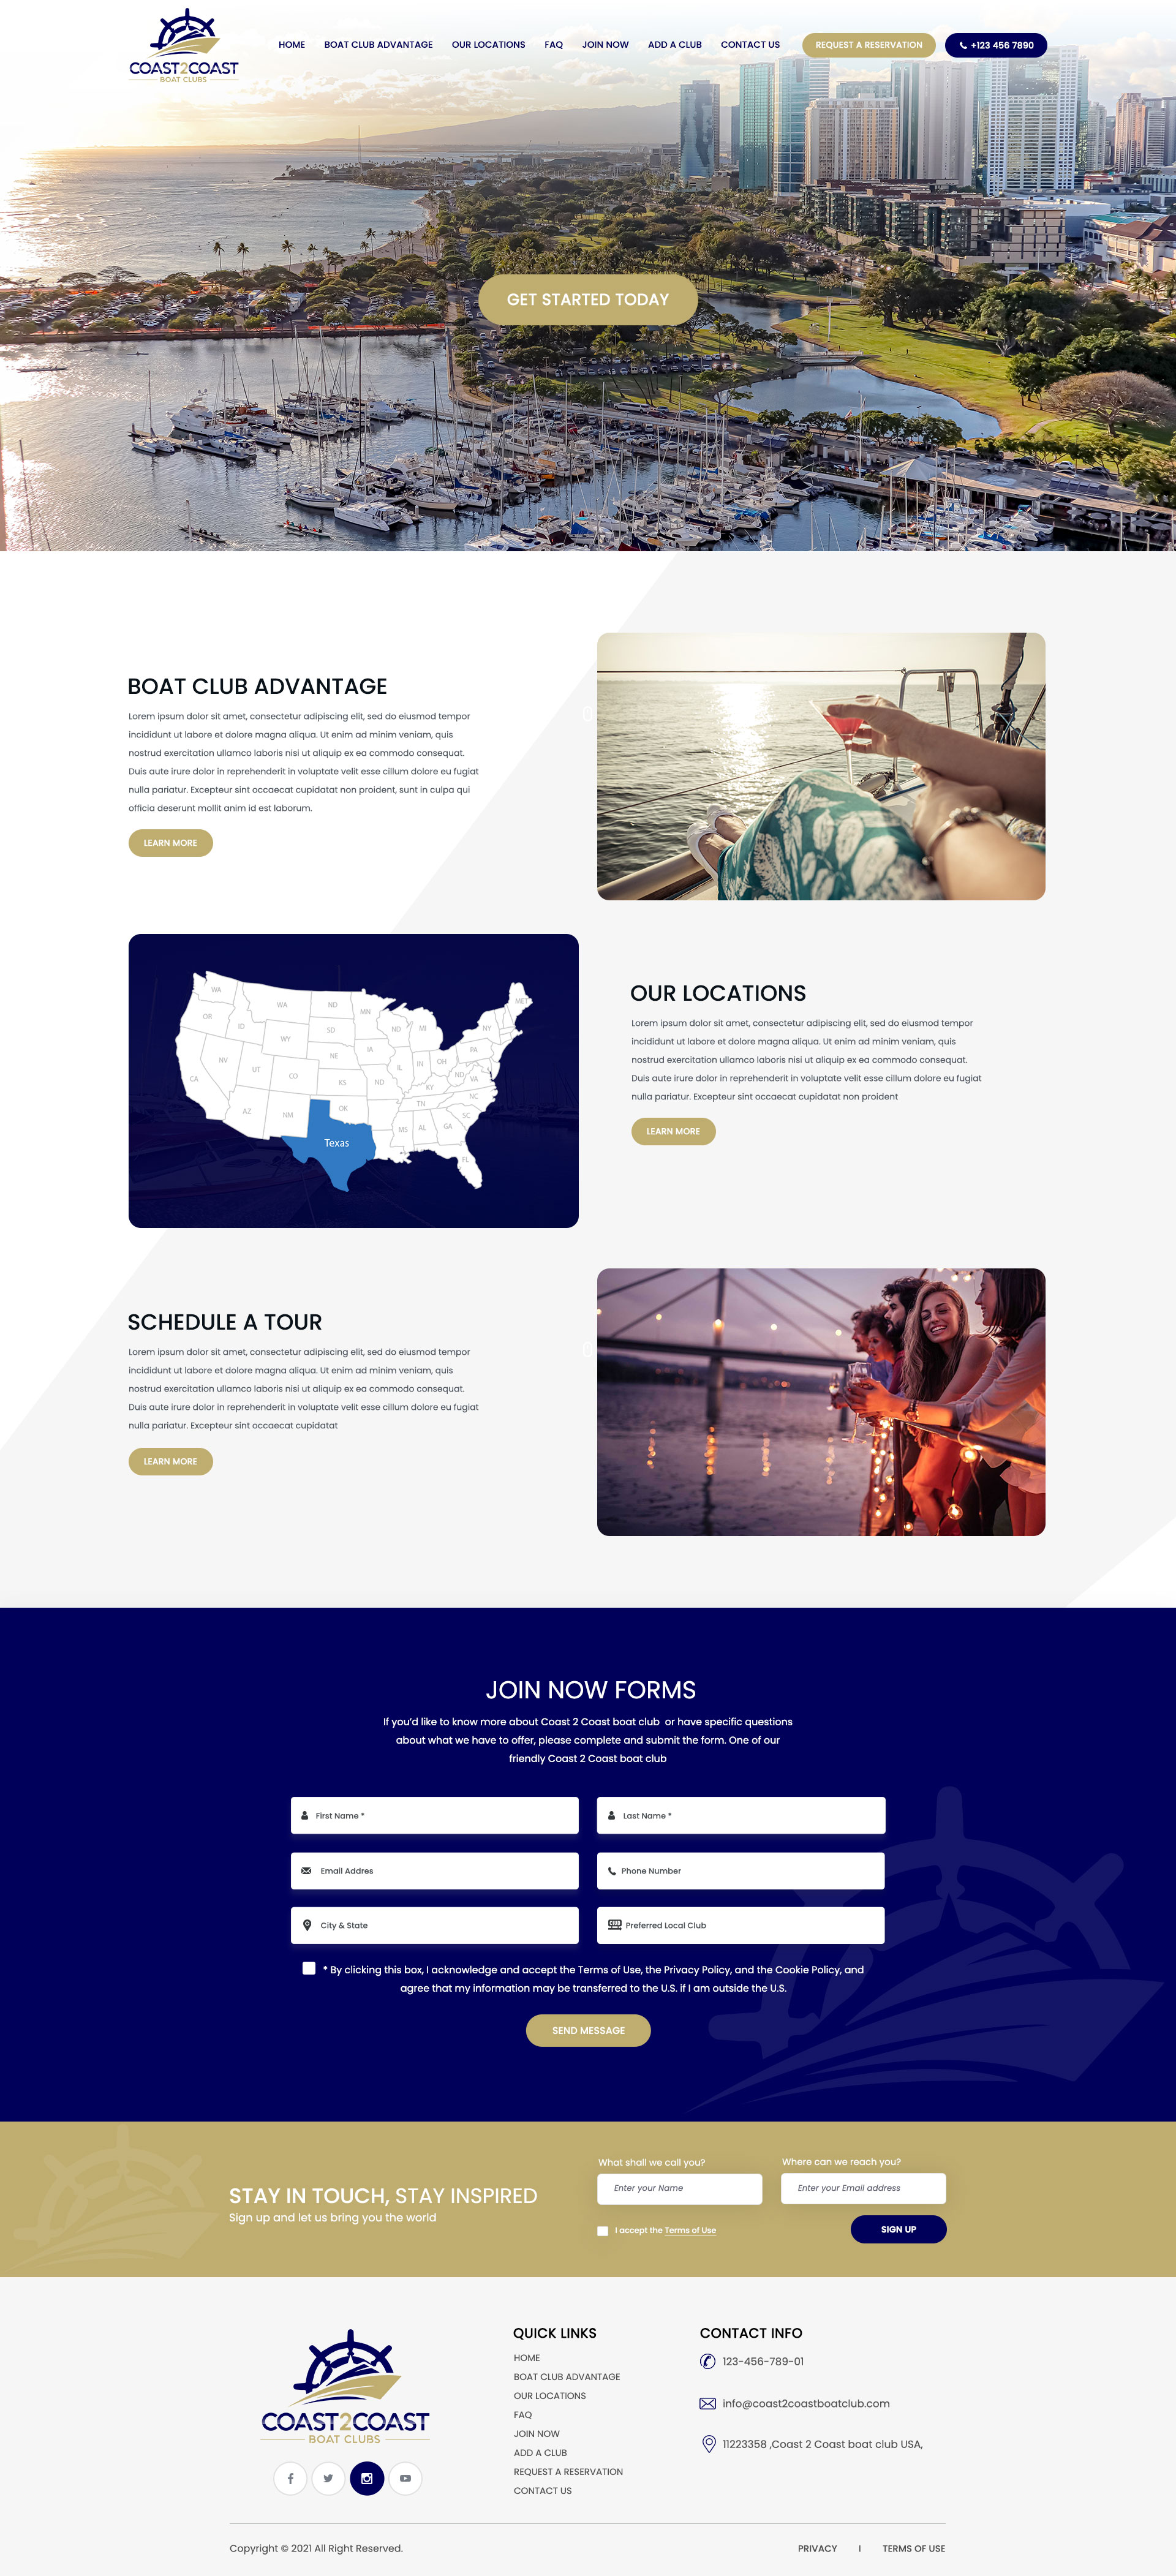 COAST2COAST
BOAT CLUBS
HOME BOAT CLUB ADVANTAGE OUR LOCATIONS FAQ JOIN NOW ADD A CLUB CONTACT US REQUEST A RESERVATION +123 456 7890
GET STARTED TODAY
BOAT CLUB ADVANTAGE
Lorem ipsum dolor sit amet, consectetur adipiscing elit, sed do eiusmod tempor
incididunt ut labore et dolore magna aliqua. Ut enim ad minim veniam, quis
nostrud exercitation ullamco laboris nisi ut aliquip ex ea commodo consequat.
Duis aute irure dolor in reprehenderit in voluptate velit esse cillum dolore eu fugiat
nulla pariatur. Excepteur sint occaecat cupidatat non proident, sunt in culpa qui
officia deserunt mollit anim id est laborum.
LEARN MORE
WA
WA
ND
MN
MET
OR
ID
SD
ND
MI
NY
WY
NE
IA
PA
NV
UT
CO
IL
IN
OH
ND
VA
CA
KS
ND
KY
NC
AZ
NM
OK
TN
SC
MS
AL
GA
Texas
FL
OUR LOCATIONS
Lorem ipsum dolor sit amet, consectetur adipiscing elit, sed do eiusmod tempor
incididunt ut labore et dolore magna aliqua. Ut enim ad minim veniam, quis
nostrud exercitation ullamco laboris nisi ut aliquip ex ea commodo consequat.
Duis aute irure dolor in reprehenderit in voluptate velit esse cillum dolore eu fugiat
nulla pariatur. Excepteur sint occaecat cupidatat non proident
LEARN MORE
SCHEDULE A TOUR
Lorem ipsum dolor sit amet, consectetur adipiscing elit, sed do eiusmod tempor
incididunt ut labore et dolore magna aliqua. Ut enim ad minim veniam, quis
nostrud exercitation ullamco laboris nisi ut aliquip ex ea commodo consequat.
Duis aute irure dolor in reprehenderit in voluptate velit esse cillum dolore eu fugiat
nulla pariatur. Excepteur sint occaecat cupidatat
LEARN MORE
JOIN NOW FORMS
If you'd like to know more about Coast 2 Coast boat club or have specific questions
about what we have to offer, please complete and submit the form. One of our
friendly Coast 2 Coast boat club
First Name *
Last Name *
Email Addres
Phone Number
City & State
Preferred Local Club
* By clicking this box, I acknowledge and accept the Terms of Use, the Privacy Policy, and the Cookie Policy, and
agree that my information may be transferred to the U.S. if I am outside the U.S.
SEND MESSAGE
STAY IN TOUCH, STAY INSPIRED
Sign up and let us bring you the world
What shall we call you?
Where can we reach you?
Enter your Name
Enter your Email address
I accept the Terms of Use
SIGN UP
COAST2COAST
BOAT CLUBS
QUICK LINKS
HOME
BOAT CLUB ADVANTAGE
OUR LOCATIONS
FAQ
JOIN NOW
ADD A CLUB
REQUEST A RESERVATION
CONTACT US
CONTACT INFO
123-456-789-01
info@coast2coastboatclub.com
11223358 ,Coast 2 Coast boat club USA,
Copyright © 2021 All Right Reserved.
PRIVACY | TERMS OF USE